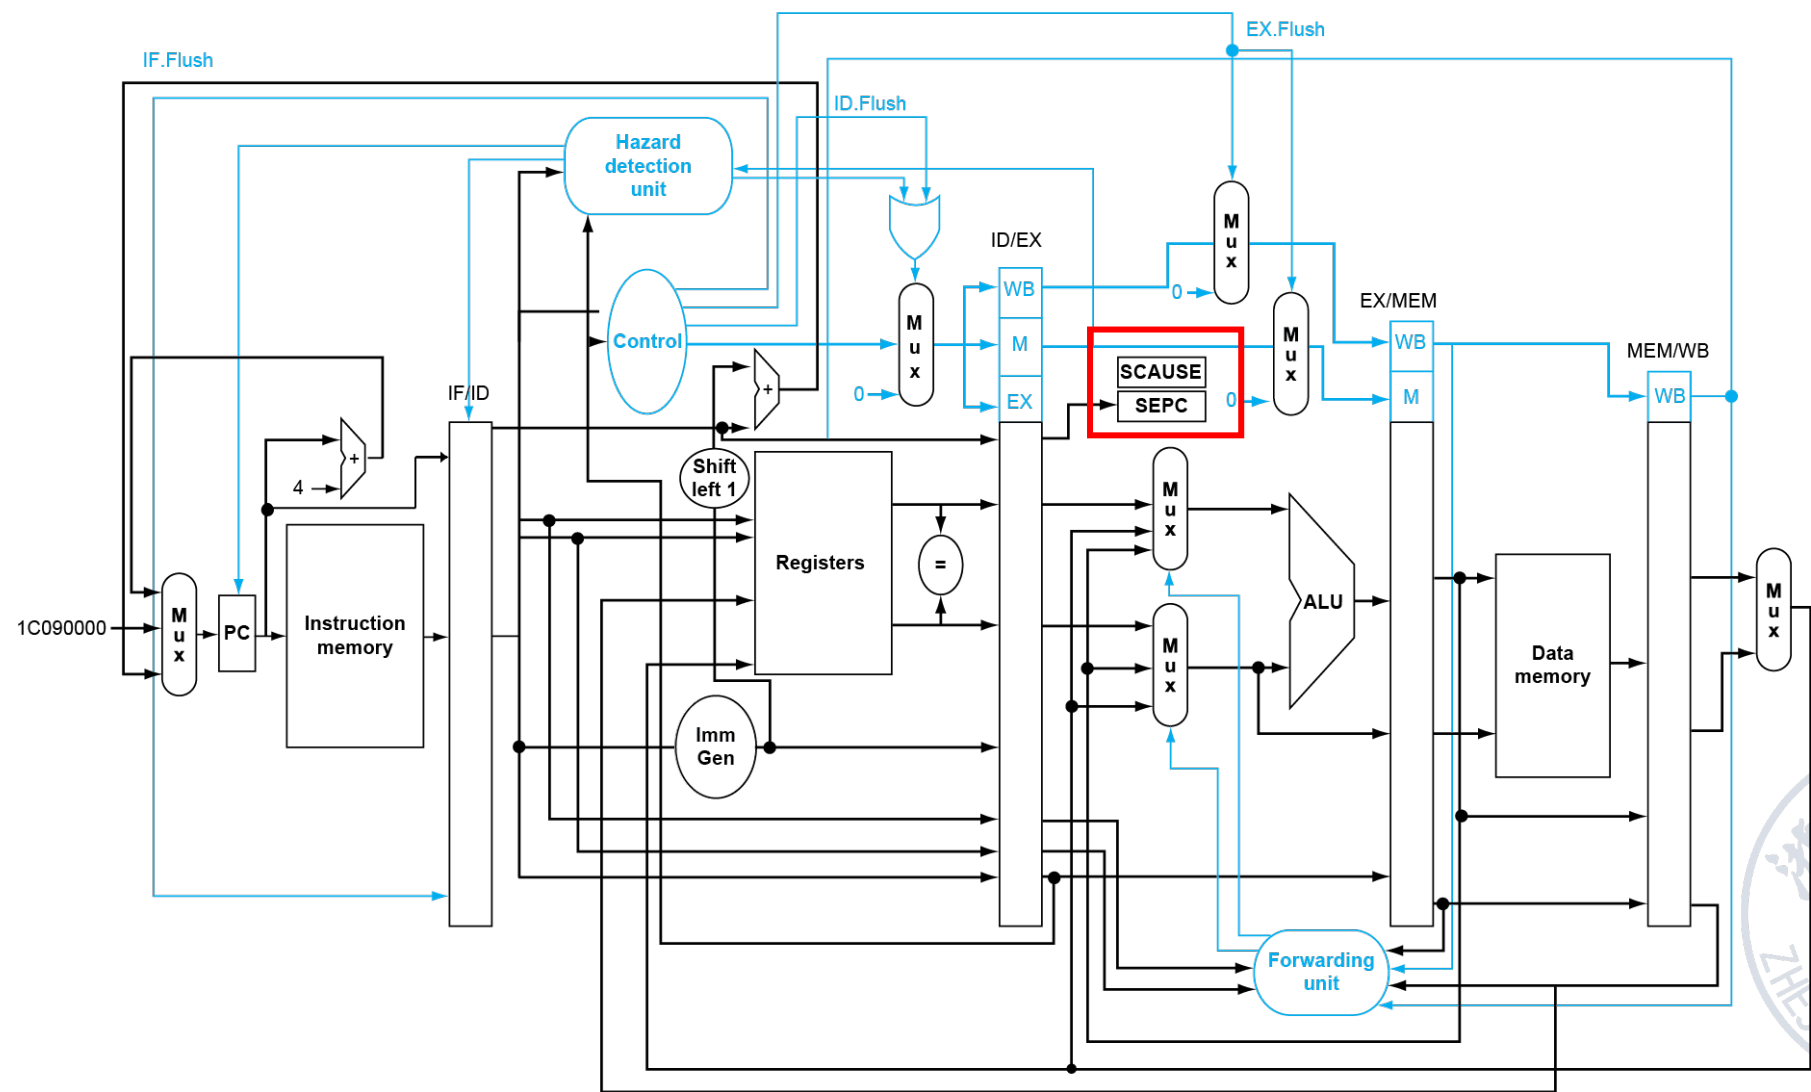 EX.Flush
IF.Flush
ID.Flush
Hazard
detection
unit
M
u
x
ID/EX
WB
0
EX/MEM
M
u
x
Control
M
u
x
M
WB
MEM/WB
SCAUSE
+
IF/ID
0
EX
SEPC
0
M
WB
+
4
Shift
left 1
M
u
x
Registers
=
ALU
1C090000
M
u
x
PC
Instruction
memory
M
u
x
Data
memory
M
u
x
Imm
Gen
Forwarding
unit